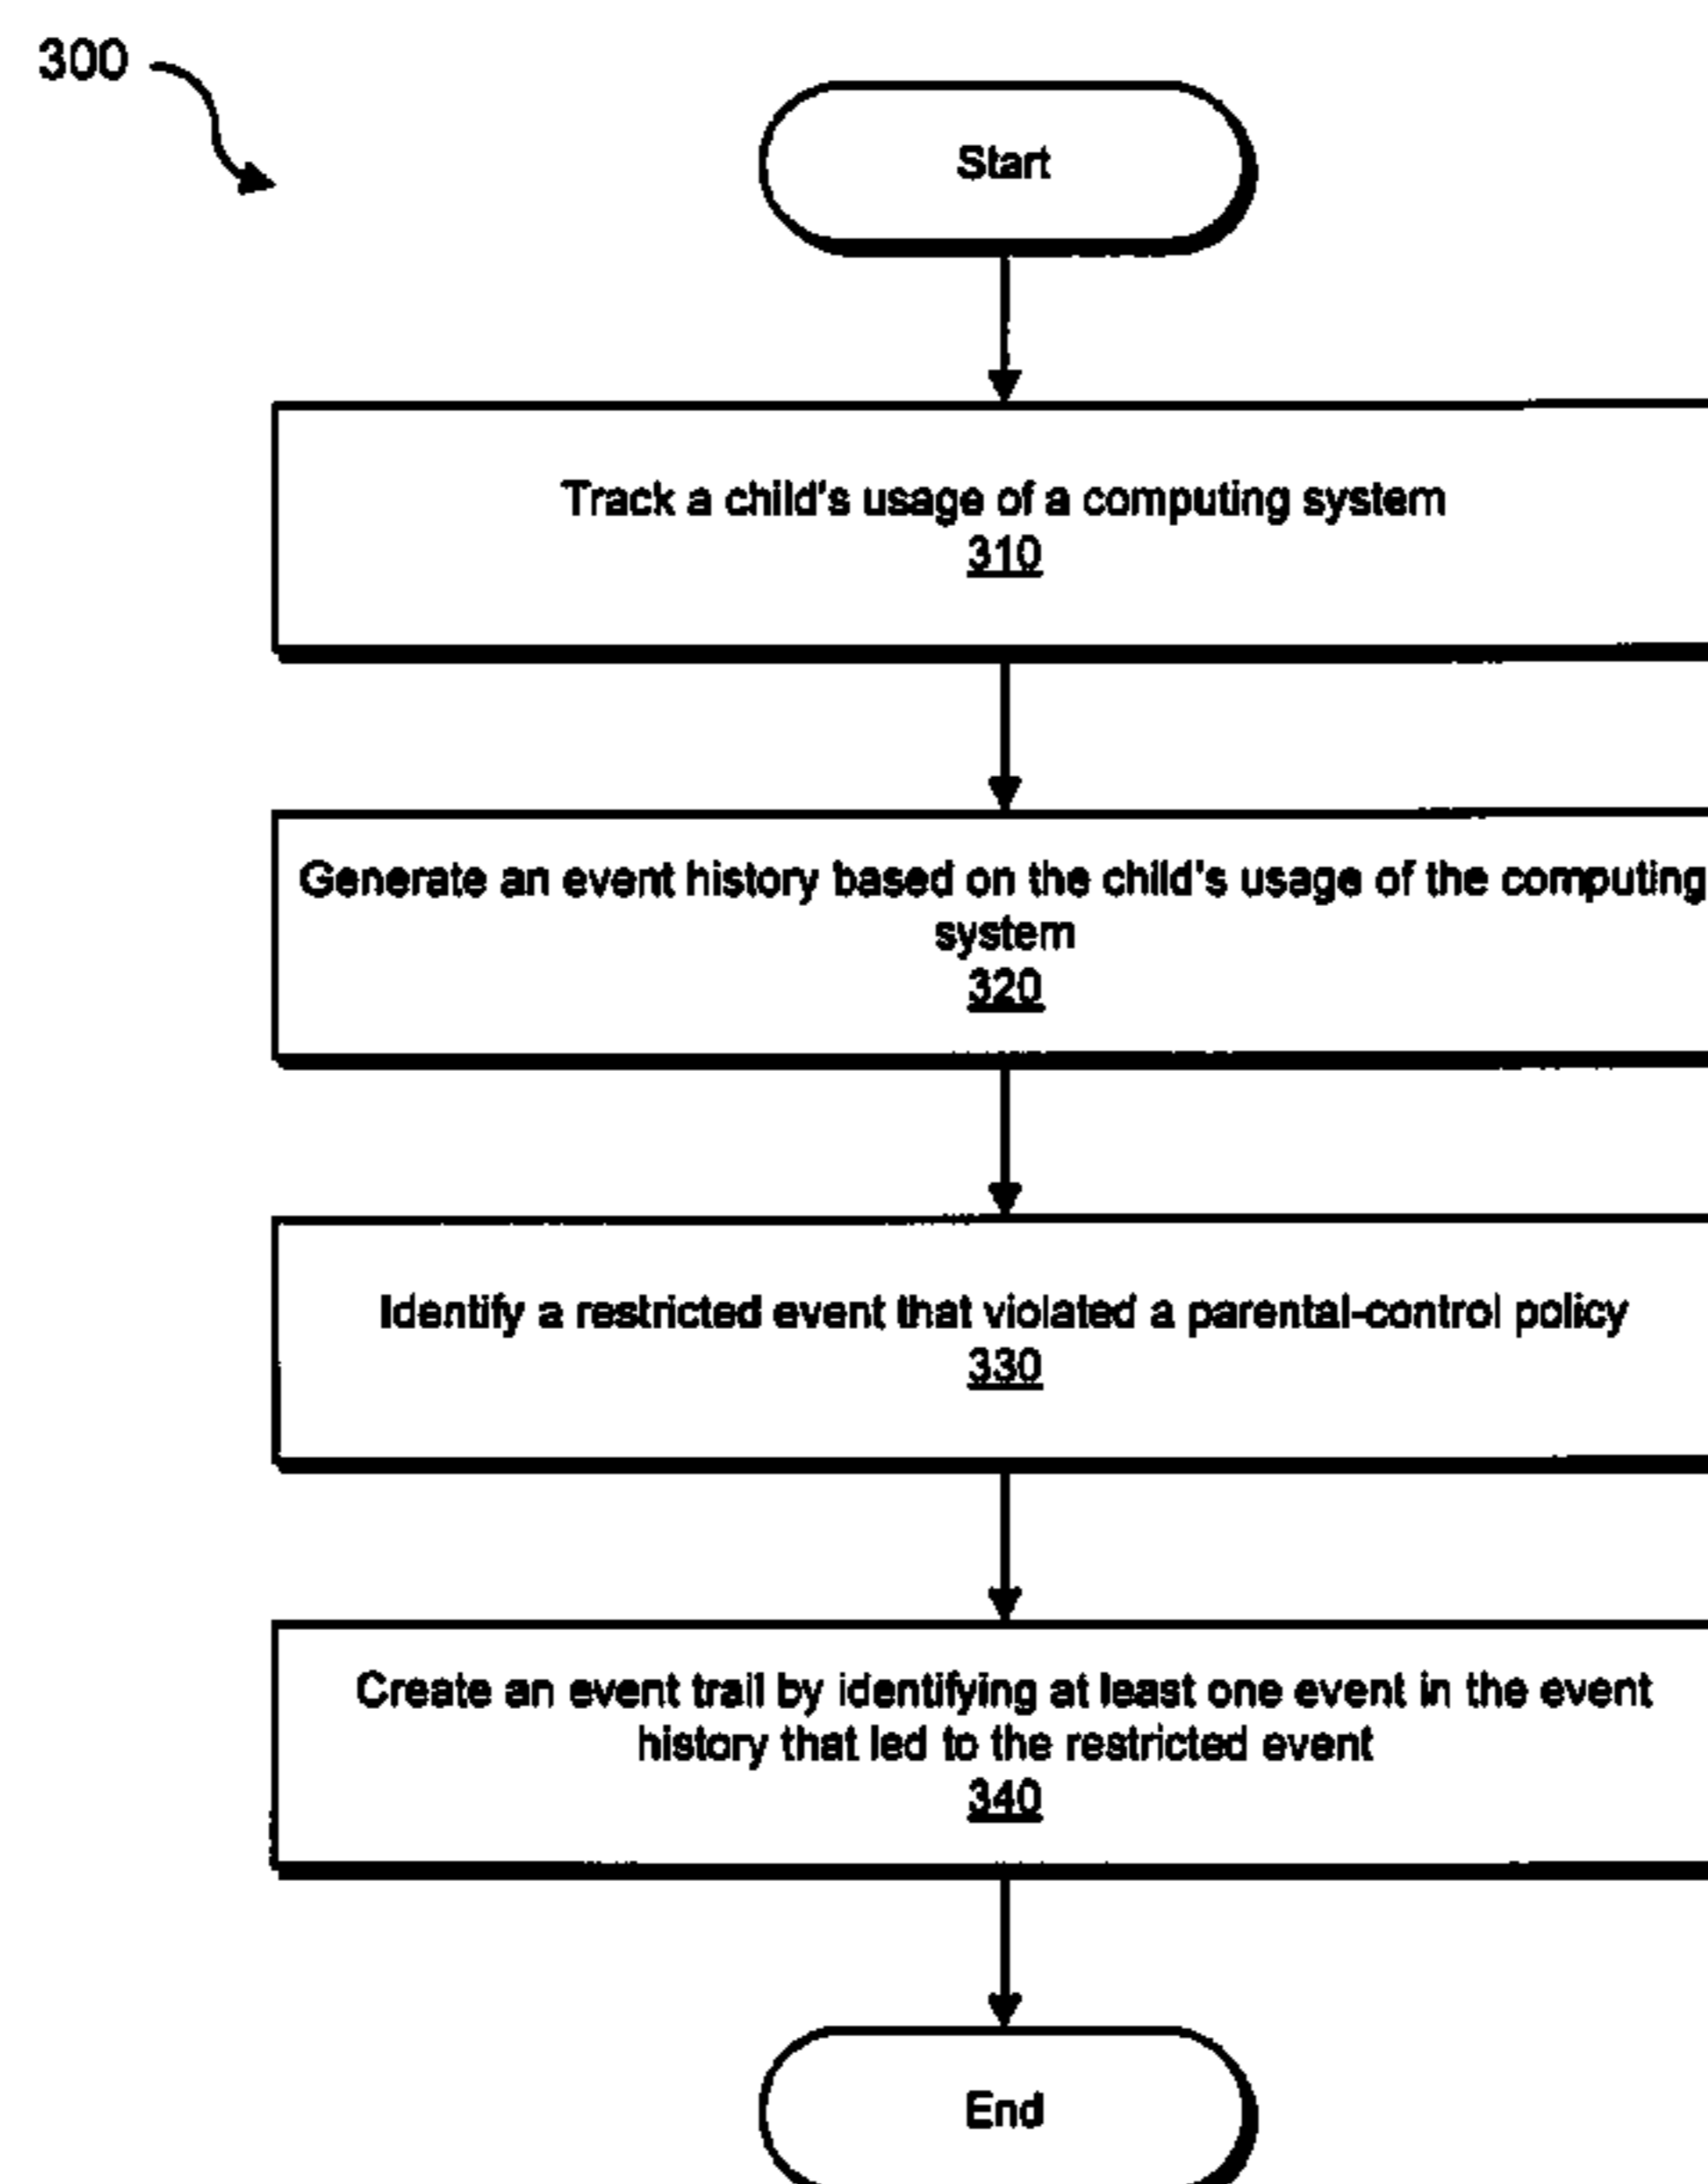 300
Start
Track a child's usage of a computing system
310
Generate an event history based on the child's usage of the computing
system
320
Identify a restricted event that violated a parental-control policy
330
Create an event trail by identifying at least one event in the event
history that led to the restricted event
340
End